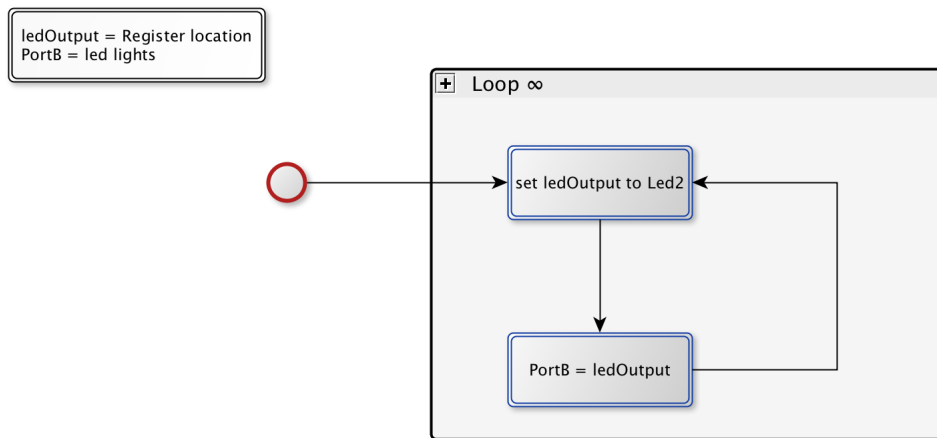 ledOutput = Register location
PortB = led lights
Loop ∞
set ledOutput to Led2
PortB = ledOutput